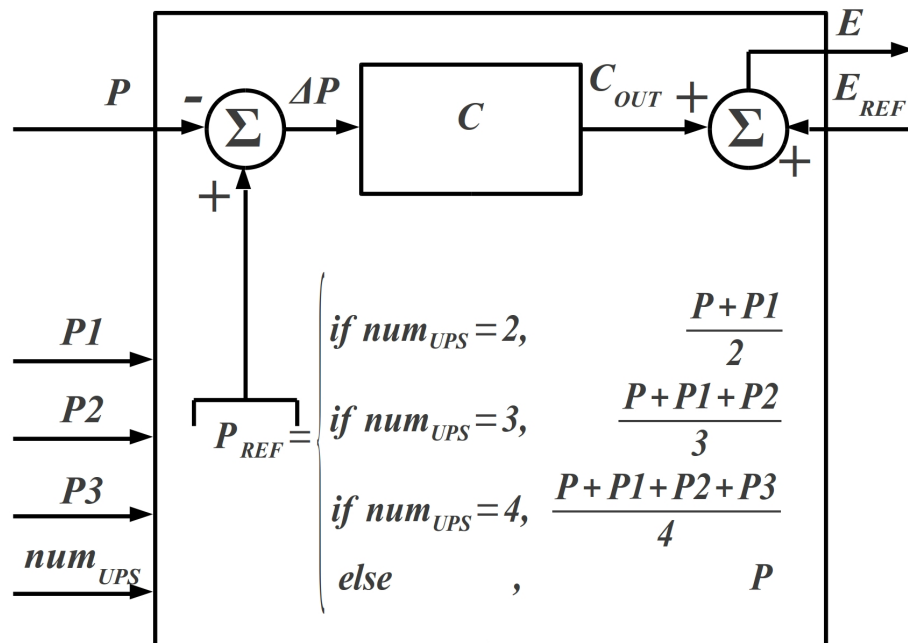 E
P - ΔP C C_OUT + E_REF
Σ Σ
+ +
P1 if num_UPS = 2, (P + P1)/2
P2 P_REF = if num_UPS = 3, (P + P1 + P2)/3
P3 if num_UPS = 4, (P + P1 + P2 + P3)/4
num_UPS else , P